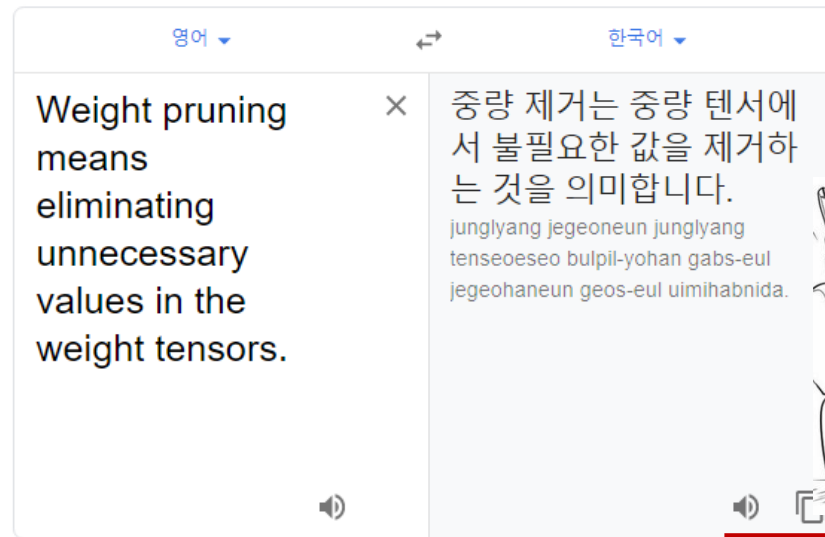 영어
한국어
Weight pruning
means
eliminating
unnecessary
values in the
weight tensors.
중량 제거는 중량 텐서에
서 불필요한 값을 제거하
는 것을 의미합니다.
junglyang jegeoneun junglyang
tenseoeseo bulpil-yohan gabs-eul
jegeohaneun geos-eul uimihabnida.